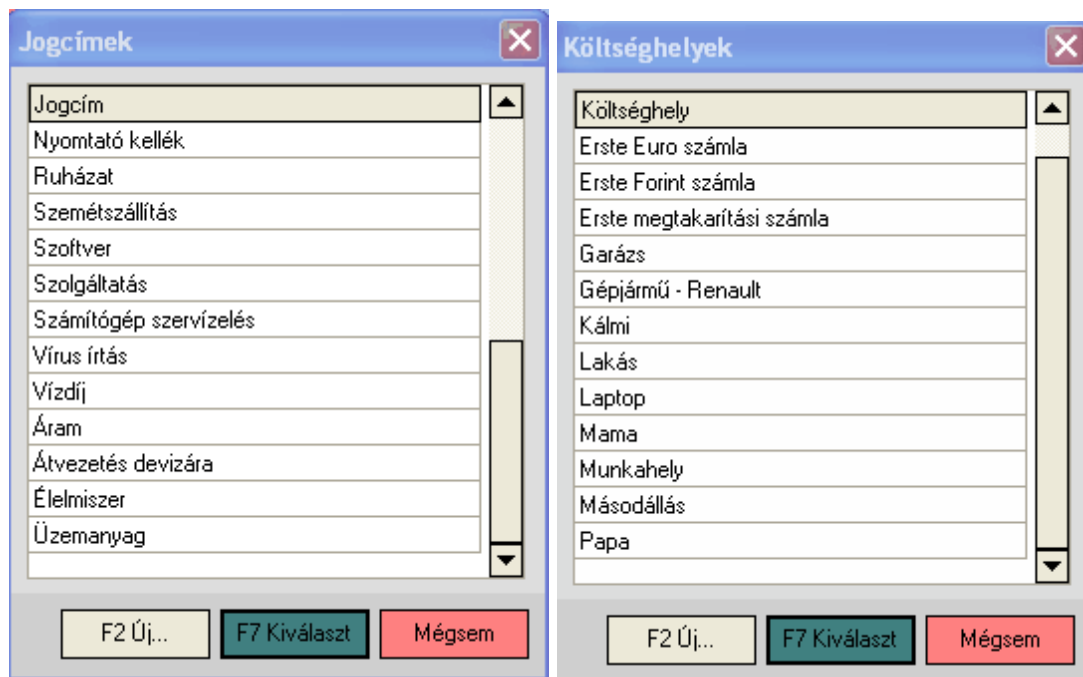 Jogcímek
Jogcím
Nyomtató kellék
Ruházat
Szemétszállítás
Szoftver
Szolgáltatás
Számítógép szervízelés
Vírus írtás
Vízdíj
Áram
Átvezetés devizára
Élelmiszer
Üzemanyag
F2 Új...
F7 Kiválaszt
Mégsem
Költséghelyek
Költséghely
Erste Euro számla
Erste Forint számla
Erste megtakarítási számla
Garázs
Gépjármű - Renault
Kálmi
Lakás
Laptop
Mama
Munkahely
Másodállás
Papa
F2 Új...
F7 Kiválaszt
Mégsem